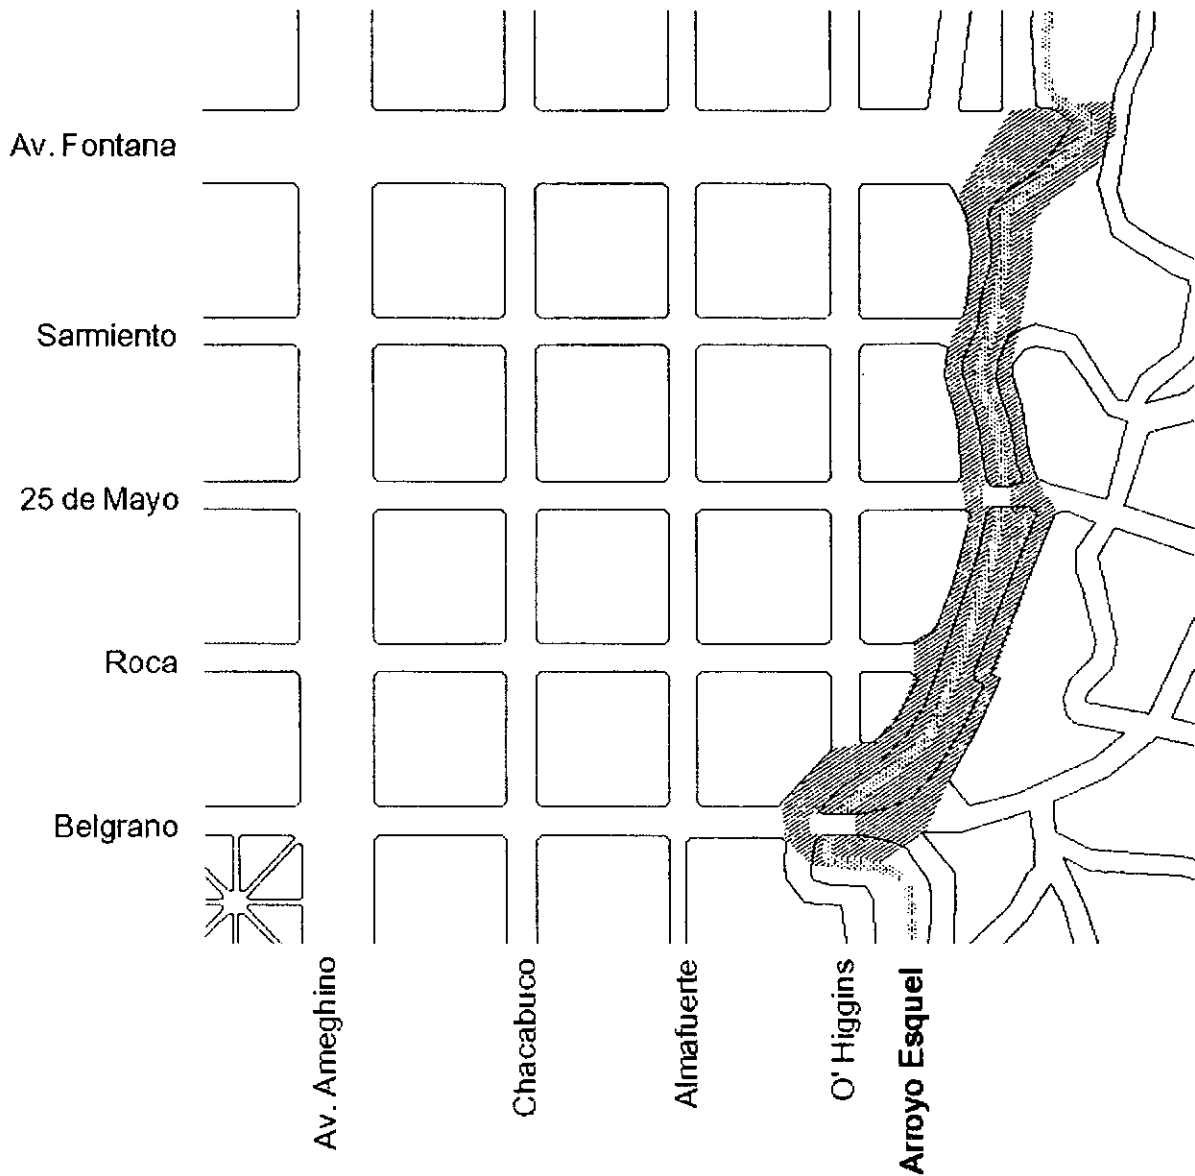 Av. Fontana
Sarmiento
25 de Mayo
Roca
Belgrano
Av. Ameghino
Chacabuco
Almafuerte
O' Higgins
Arroyo Esquel